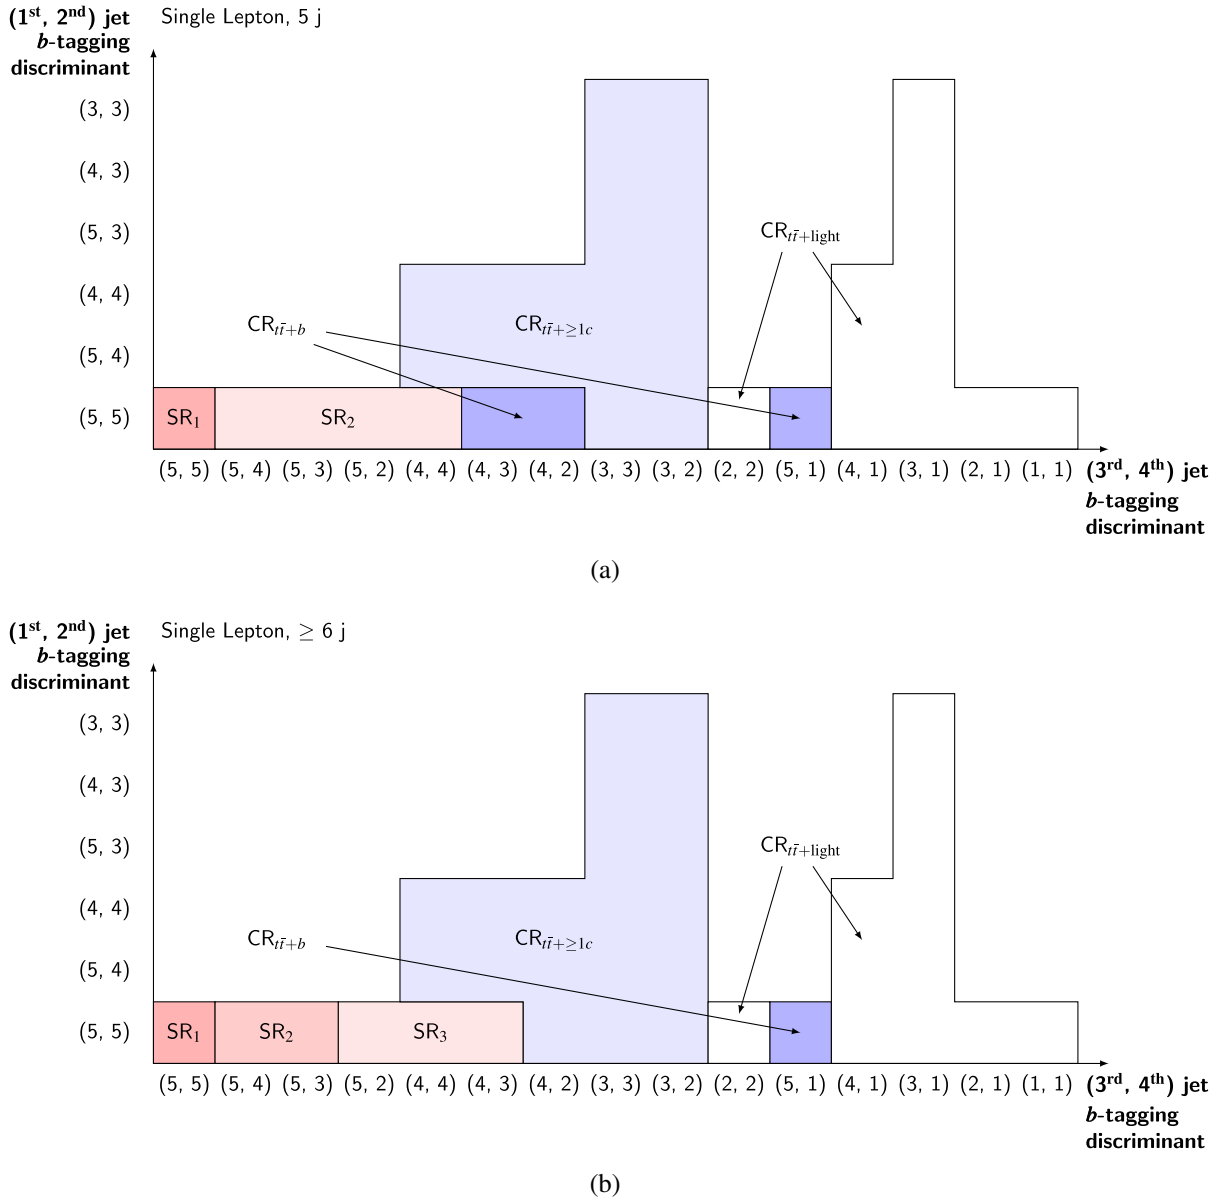 (1st, 2nd) jet
b-tagging
discriminant
Single Lepton, 5 j
(3, 3)
(4, 3)
(5, 3)
(4, 4)
(5, 4)
(5, 5)
CRtt̄+light
CRtt̄+b
CRtt̄+≥1c
SR1
SR2
(5, 5) (5, 4) (5, 3) (5, 2) (4, 4) (4, 3) (4, 2) (3, 3) (3, 2) (2, 2) (5, 1) (4, 1) (3, 1) (2, 1) (1, 1)
(3rd, 4th) jet
b-tagging
discriminant
(a)
(1st, 2nd) jet
b-tagging
discriminant
Single Lepton, ≥ 6 j
(3, 3)
(4, 3)
(5, 3)
(4, 4)
(5, 4)
(5, 5)
CRtt̄+light
CRtt̄+b
CRtt̄+≥1c
SR1
SR2
SR3
(5, 5) (5, 4) (5, 3) (5, 2) (4, 4) (4, 3) (4, 2) (3, 3) (3, 2) (2, 2) (5, 1) (4, 1) (3, 1) (2, 1) (1, 1)
(3rd, 4th) jet
b-tagging
discriminant
(b)